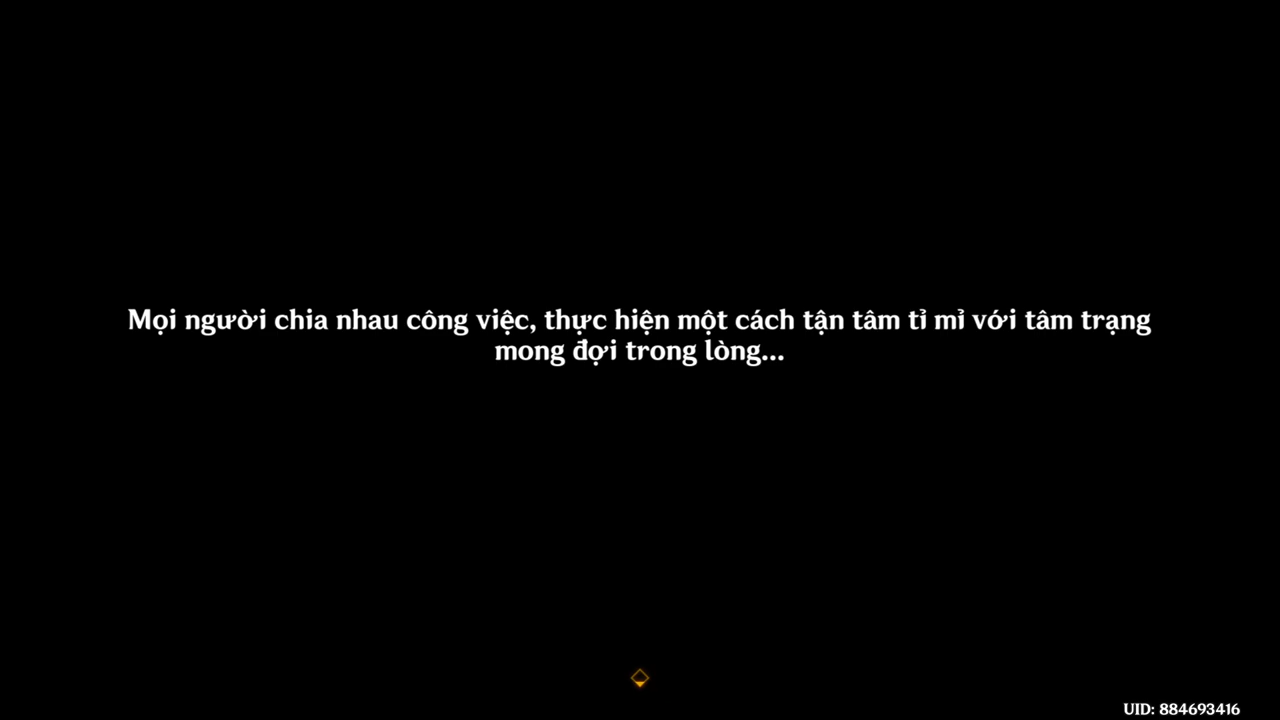 Mọi người chia nhau công việc, thực hiện một cách tận tâm tỉ mỉ với tâm trạng
mong đợi trong lòng...
UID: 884693416